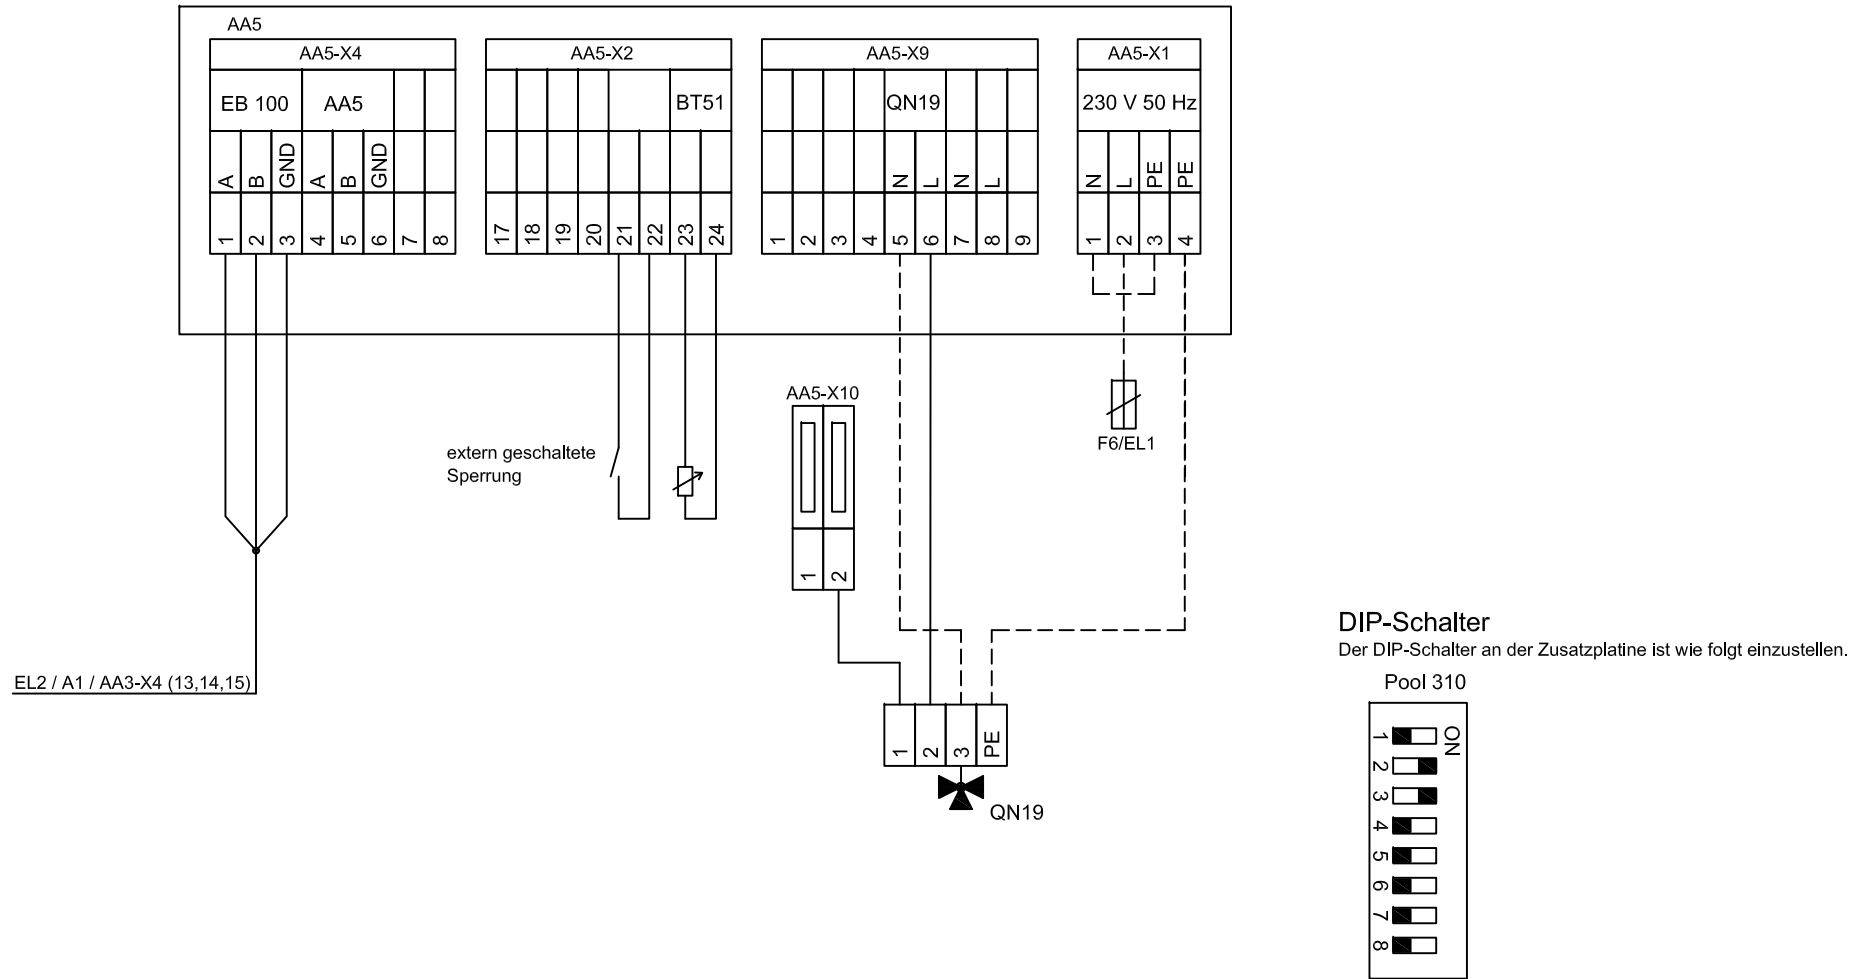 AA5
AA5-X4
EB 100 AA5
A B GND A B GND
1 2 3 4 5 6 7 8
AA5-X2
BT51
17 18 19 20 21 22 23 24
AA5-X9
QN19
N L N L
1 2 3 4 5 6 7 8 9
AA5-X1
230 V 50 Hz
N L PE PE
1 2 3 4
AA5-X10
1 2
F6/EL1
extern geschaltete
Sperrung
EL2 / A1 / AA3-X4 (13,14,15)
1 2 3 PE
QN19
DIP-Schalter
Der DIP-Schalter an der Zusatzplatine ist wie folgt einzustellen.
Pool 310
ON
1
2
3
4
5
6
7
8